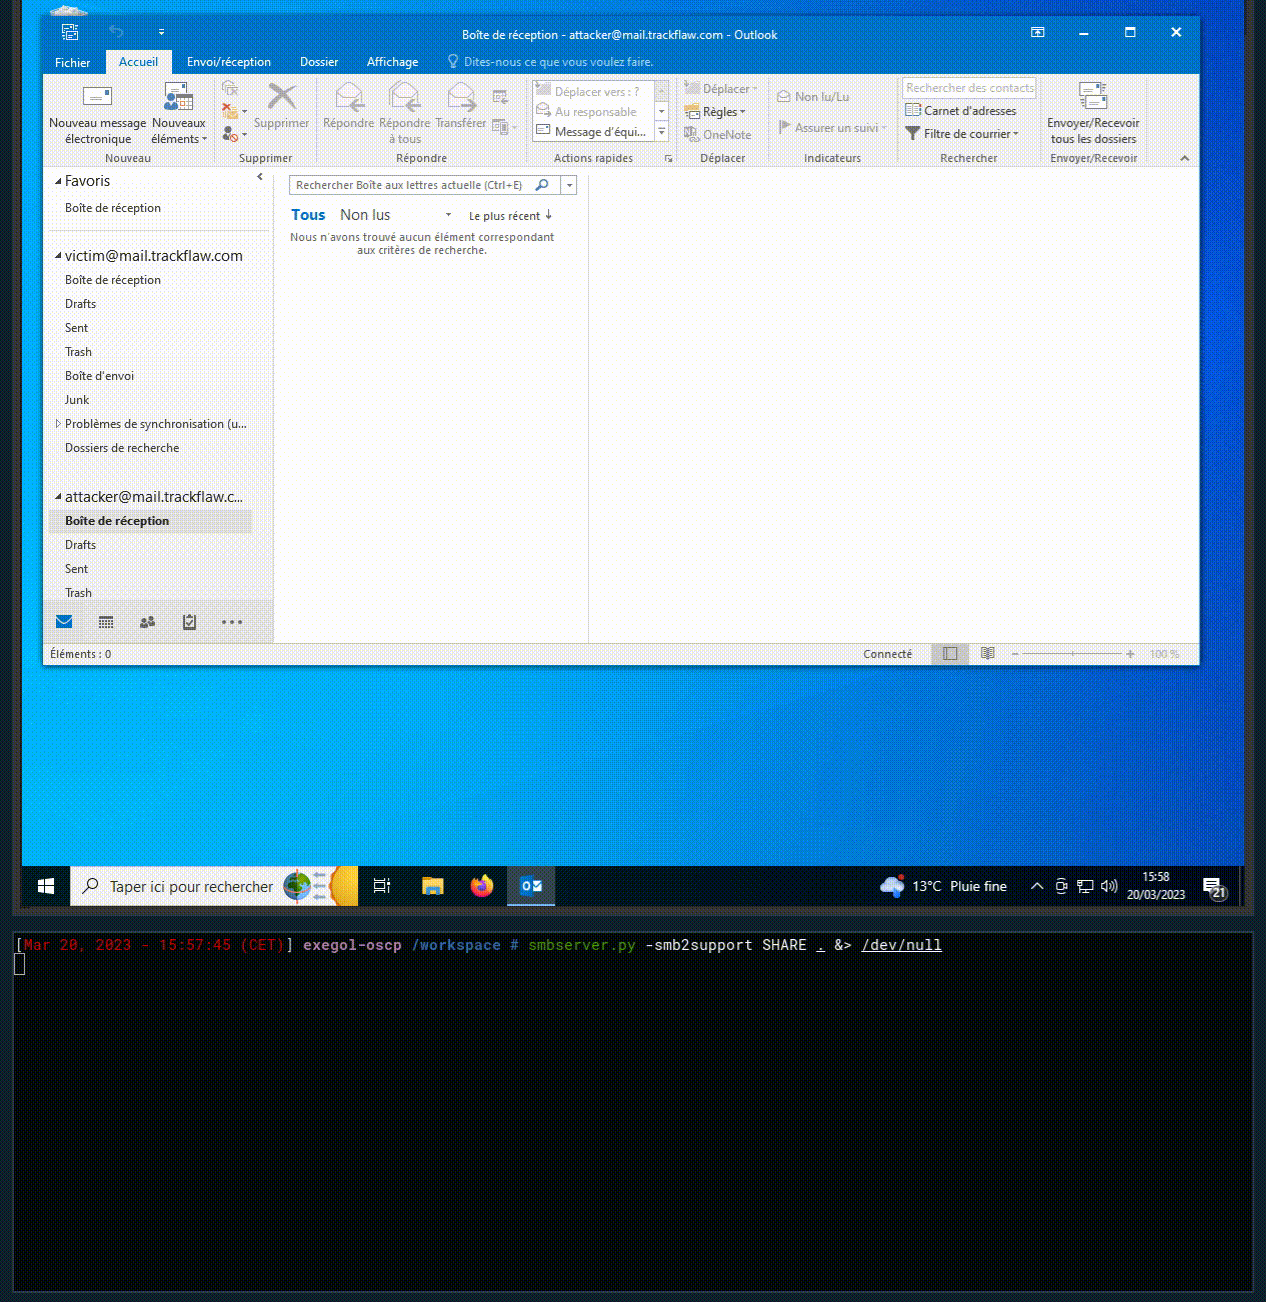 Boîte de réception - attacker@mail.trackflaw.com - Outlook
Fichier Accueil Envoi/réception Dossier Affichage Dites-nous ce que vous voulez faire.
Nouveau message électronique
Nouveaux éléments
Nouveau
Supprimer
Supprimer
Répondre
Répondre à tous
Transférer
Répondre
Déplacer vers : ?
Au responsable
Message d'équi...
Actions rapides
Déplacer
Règles
OneNote
Déplacer
Non lu/Lu
Assurer un suivi
Indicateurs
Rechercher des contacts
Carnet d'adresses
Filtre de courrier
Rechercher
Envoyer/Recevoir tous les dossiers
Envoyer/Recevoir
Favoris
Boîte de réception
victim@mail.trackflaw.com
Boîte de réception
Drafts
Sent
Trash
Boîte d'envoi
Junk
Problèmes de synchronisation (u...
Dossiers de recherche
attacker@mail.trackflaw.c...
Boîte de réception
Drafts
Sent
Trash
Rechercher Boîte aux lettres actuelle (Ctrl+E)
Tous Non lus Le plus récent
Nous n'avons trouvé aucun élément correspondant
aux critères de recherche.
Éléments : 0
Connecté
100 %
Taper ici pour rechercher
13°C Pluie fine
15:58
20/03/2023
21
[Mar 20, 2023 - 15:57:45 (CET)] exegol-oscp /workspace # smbserver.py -smb2support SHARE . &> /dev/null